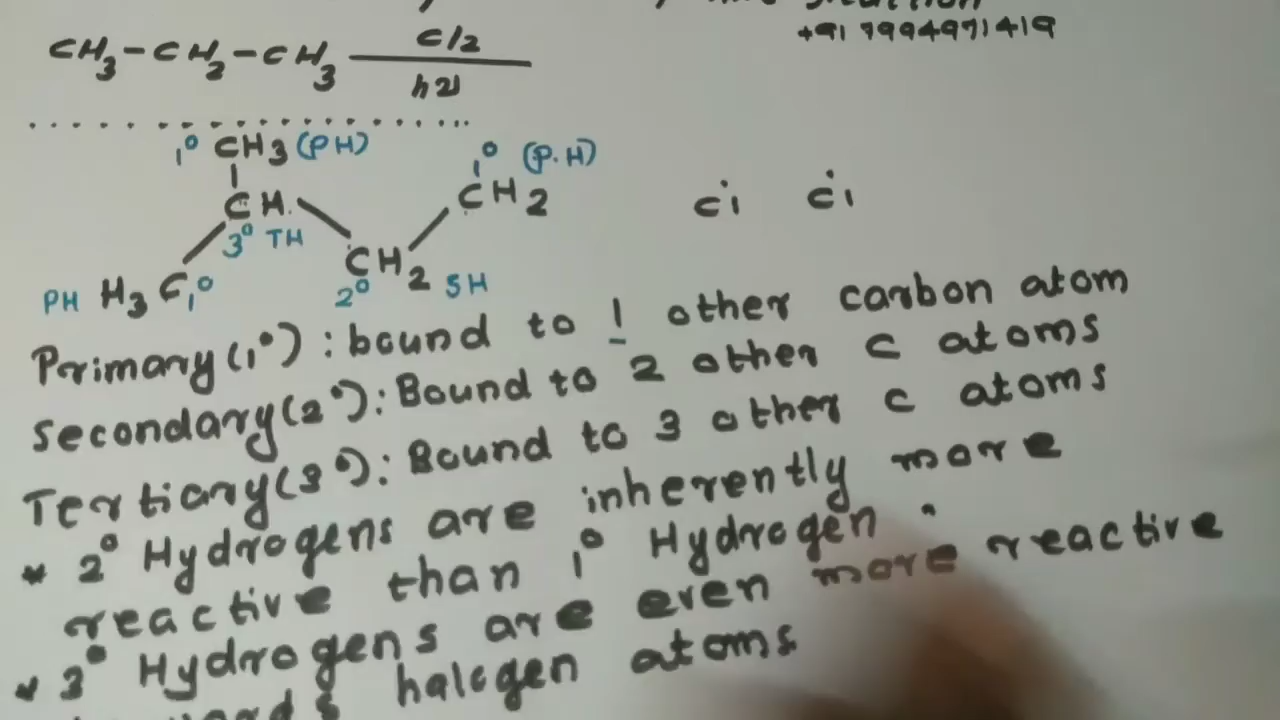 +91 7994971419
CH3-CH2-CH3 Cl2
hν
1° CH3 (PH) 1° (P.H)
CH. CH2 Ċl Ċl
3° TH
PH H3C 1° CH2
2° SH
Primary(1°): bound to 1 other carbon atom
secondary(2°): Bound to 2 other C atoms
Tertiary(3°): Bound to 3 other C atoms
* 2° Hydrogens are inherently more
reactive than 1° Hydrogen.
* 3° Hydrogens are even more reactive
halogen atoms